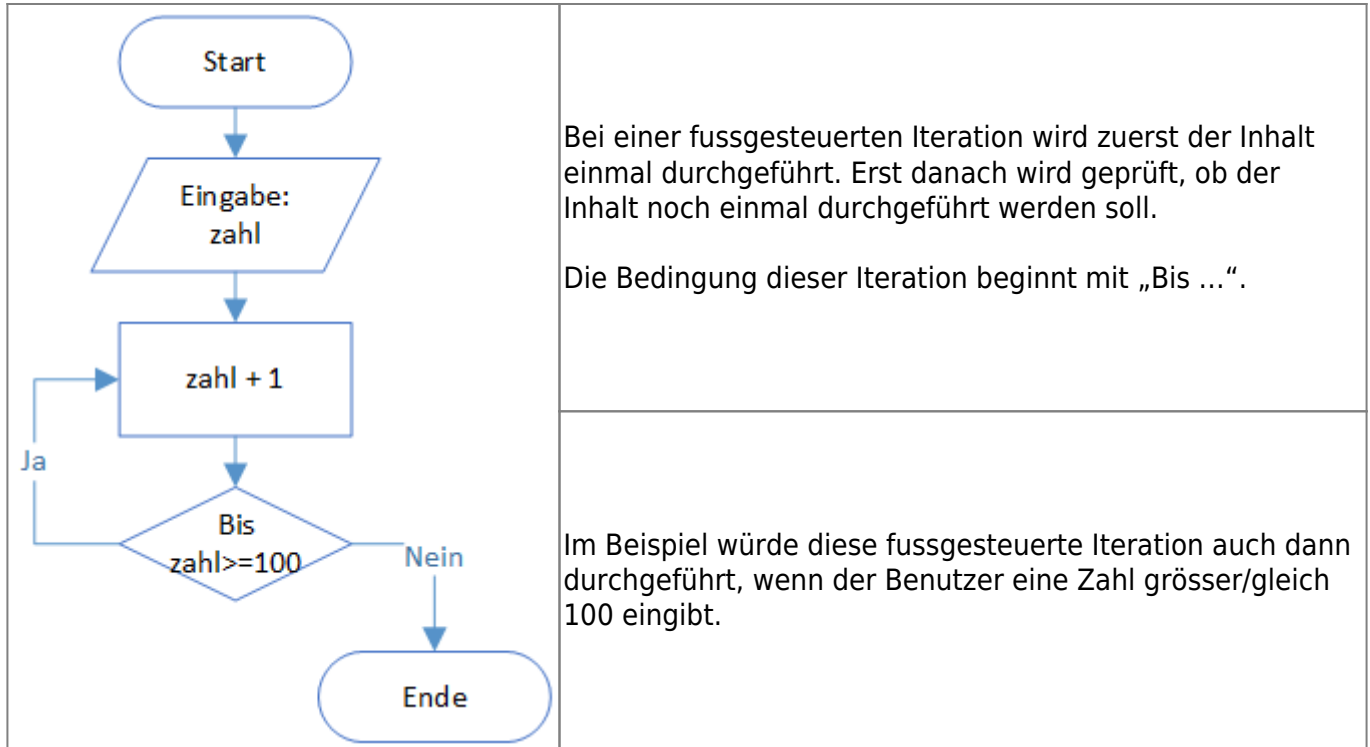 Start
Eingabe:
zahl
zahl + 1
Ja
Bis
zahl>=100
Nein
Ende
Bei einer fussgesteuerten Iteration wird zuerst der Inhalt
einmal durchgeführt. Erst danach wird geprüft, ob der
Inhalt noch einmal durchgeführt werden soll.
Die Bedingung dieser Iteration beginnt mit „Bis …“.
Im Beispiel würde diese fussgesteuerte Iteration auch dann
durchgeführt, wenn der Benutzer eine Zahl grösser/gleich
100 eingibt.